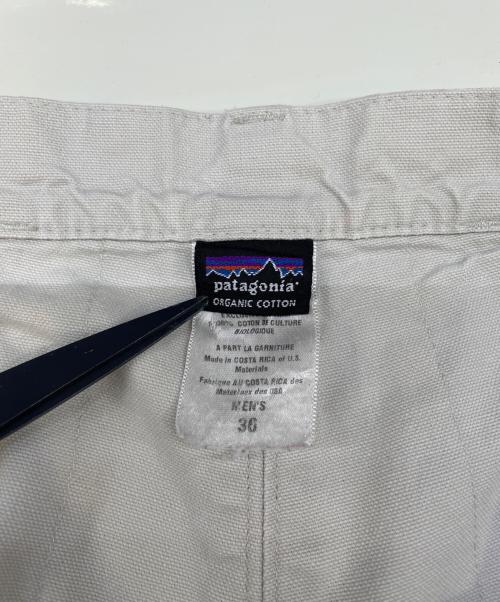 patagonia®
ORGANIC COTTON
COTON DE CULTURE
BIOLOGIQUE
A PART LA GARNITURE
Made in COSTA RICA of U.S.
Materials
Fabriqué AU COSTA RICA des
Materiaux des USA
MEN'S
30